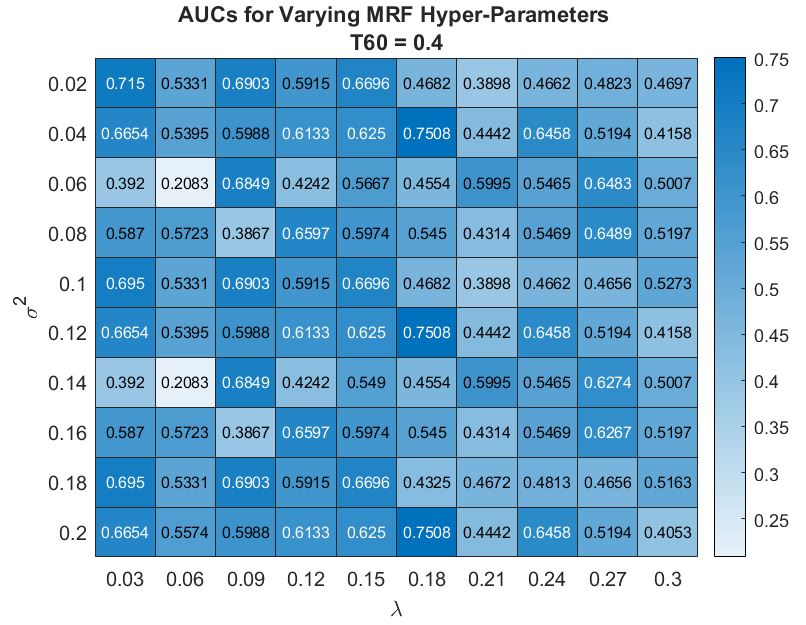 AUCs for Varying MRF Hyper-Parameters
T60 = 0.4
0.02 0.715 0.5331 0.6903 0.5915 0.6696 0.4682 0.3898 0.4662 0.4823 0.4697
0.04 0.6654 0.5395 0.5988 0.6133 0.625 0.7508 0.4442 0.6458 0.5194 0.4158
0.06 0.392 0.2083 0.6849 0.4242 0.5667 0.4554 0.5995 0.5465 0.6483 0.5007
0.08 0.587 0.5723 0.3867 0.6597 0.5974 0.545 0.4314 0.5469 0.6489 0.5197
0.1 0.695 0.5331 0.6903 0.5915 0.6696 0.4682 0.3898 0.4662 0.4656 0.5273
0.12 0.6654 0.5395 0.5988 0.6133 0.625 0.7508 0.4442 0.6458 0.5194 0.4158
0.14 0.392 0.2083 0.6849 0.4242 0.549 0.4554 0.5995 0.5465 0.6274 0.5007
0.16 0.587 0.5723 0.3867 0.6597 0.5974 0.545 0.4314 0.5469 0.6267 0.5197
0.18 0.695 0.5331 0.6903 0.5915 0.6696 0.4325 0.4672 0.4813 0.4656 0.5163
0.2 0.6654 0.5574 0.5988 0.6133 0.625 0.7508 0.4442 0.6458 0.5194 0.4053
0.03 0.06 0.09 0.12 0.15 0.18 0.21 0.24 0.27 0.3
λ
σ²
0.75
0.7
0.65
0.6
0.55
0.5
0.45
0.4
0.35
0.3
0.25